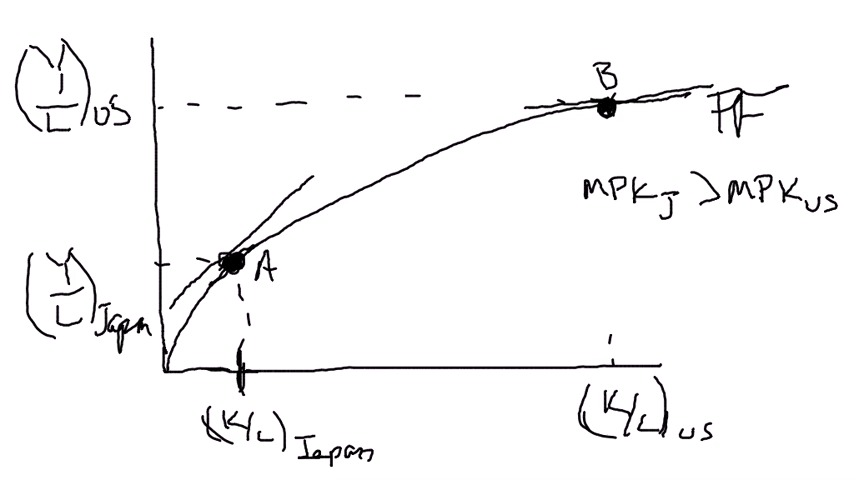 (Y/L)US
B
PF
MPKJ > MPKUS
A
(Y/L)Japan
(K/L)Japan
(K/L)US